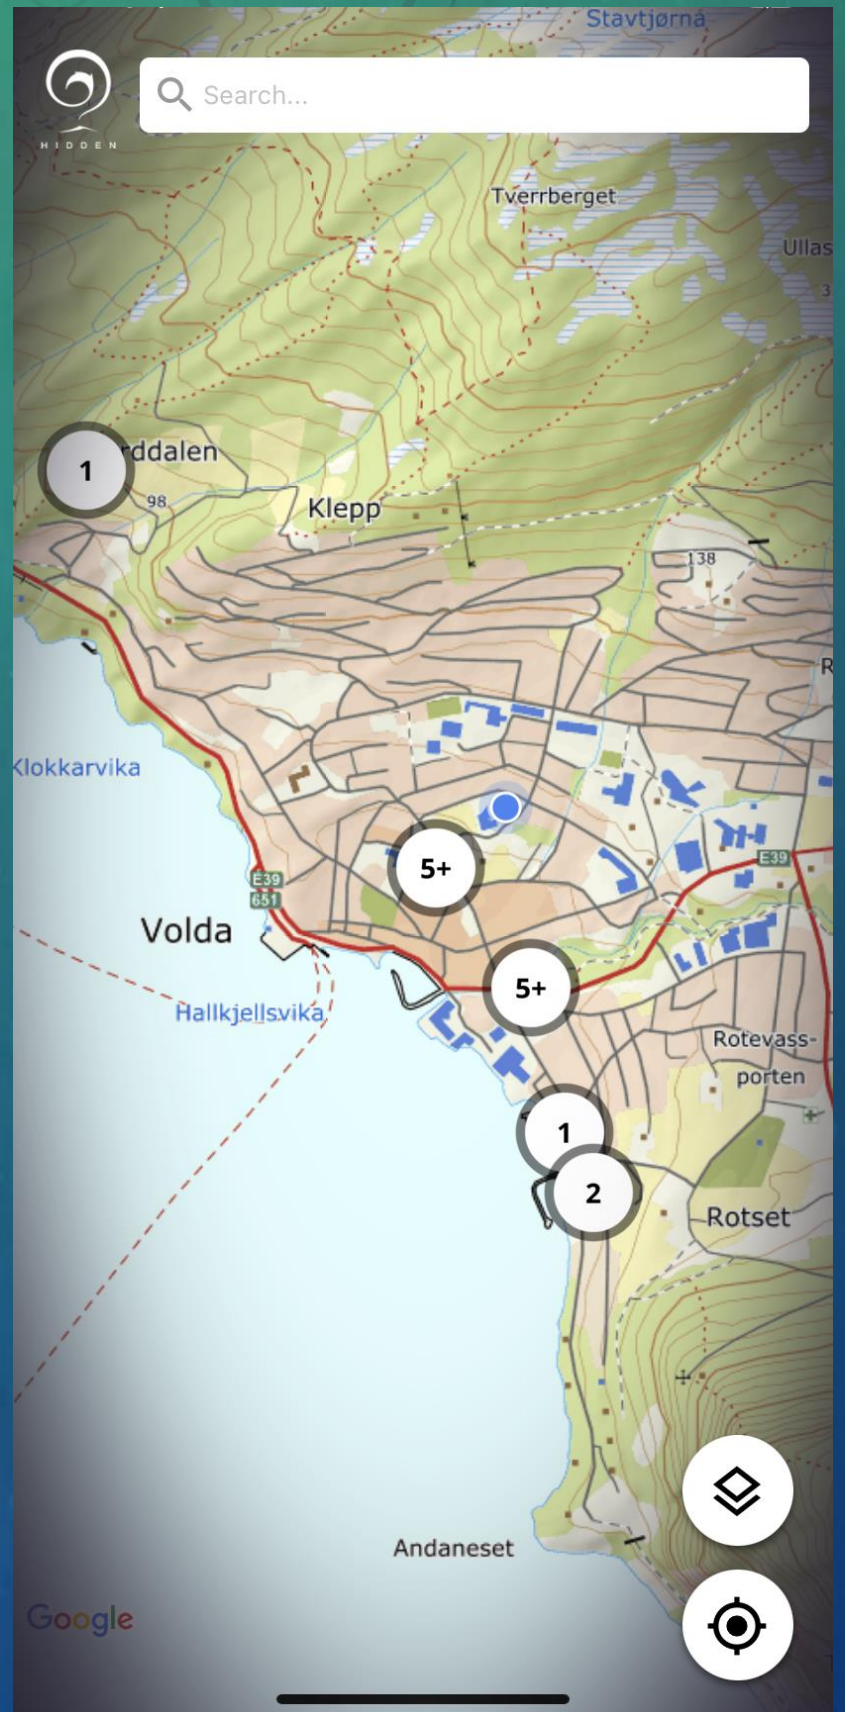 Stavtjørna
HIDDEN
Search...
Tverrberget
Ullas
3
rddalen
1
98
Klepp
138
R
Klokkarvika
5+
E39
E39
651
Volda
5+
Hallkjellsvika
Rotevass-
porten
1
2
Rotset
Andaneset
Google